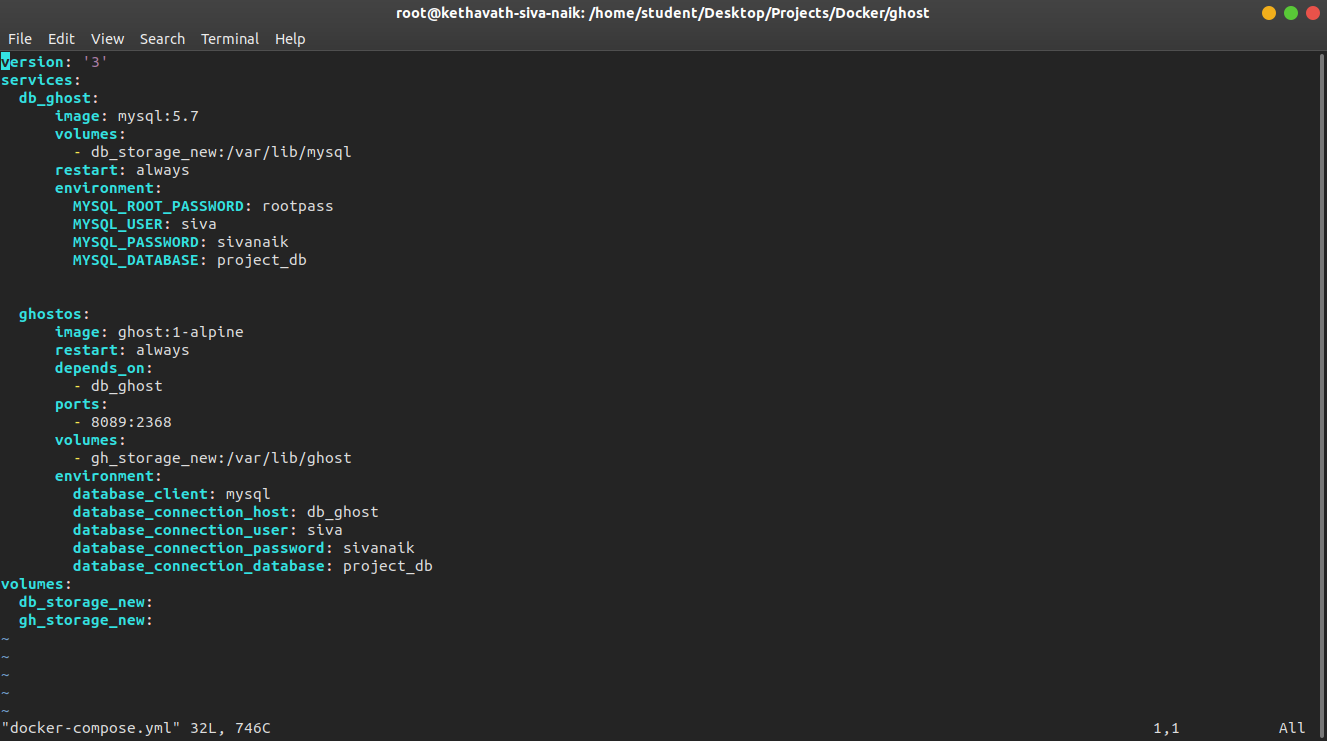 root@kethavath-siva-naik: /home/student/Desktop/Projects/Docker/ghost
File Edit View Search Terminal Help
version: '3'
services:
  db_ghost:
      image: mysql:5.7
      volumes:
        - db_storage_new:/var/lib/mysql
      restart: always
      environment:
        MYSQL_ROOT_PASSWORD: rootpass
        MYSQL_USER: siva
        MYSQL_PASSWORD: sivanaik
        MYSQL_DATABASE: project_db
  ghostos:
      image: ghost:1-alpine
      restart: always
      depends_on:
        - db_ghost
      ports:
        - 8089:2368
      volumes:
        - gh_storage_new:/var/lib/ghost
      environment:
        database_client: mysql
        database_connection_host: db_ghost
        database_connection_user: siva
        database_connection_password: sivanaik
        database_connection_database: project_db
volumes:
  db_storage_new:
  gh_storage_new:
~
~
~
~
~
"docker-compose.yml" 32L, 746C 1,1 All